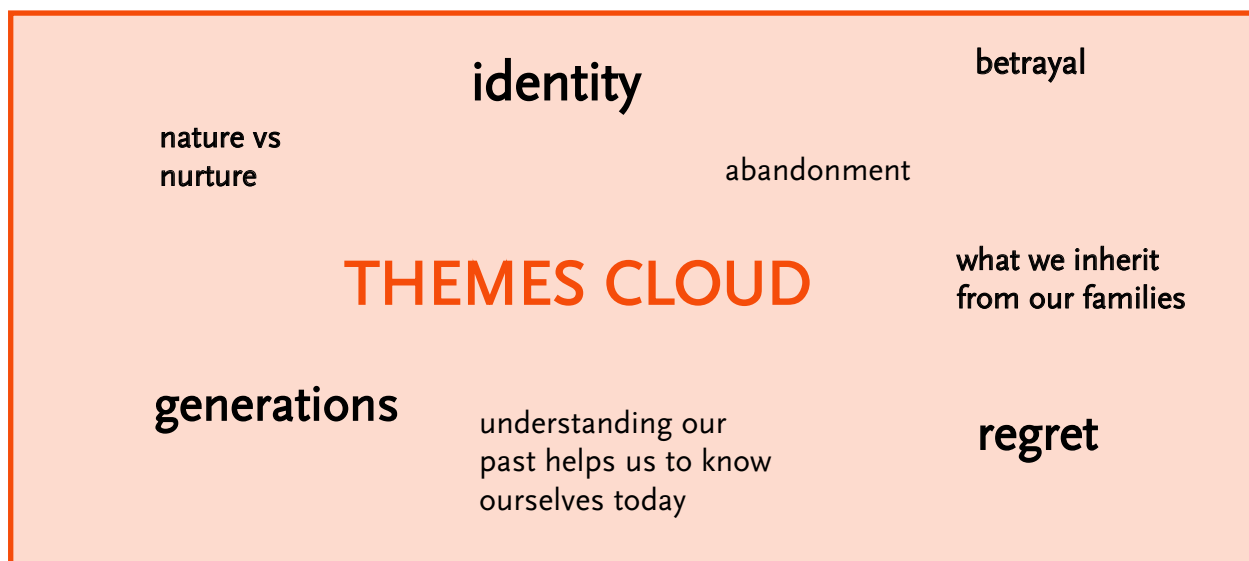 identity
betrayal
nature vs
nurture
abandonment
THEMES CLOUD
what we inherit
from our families
generations
understanding our
past helps us to know
ourselves today
regret